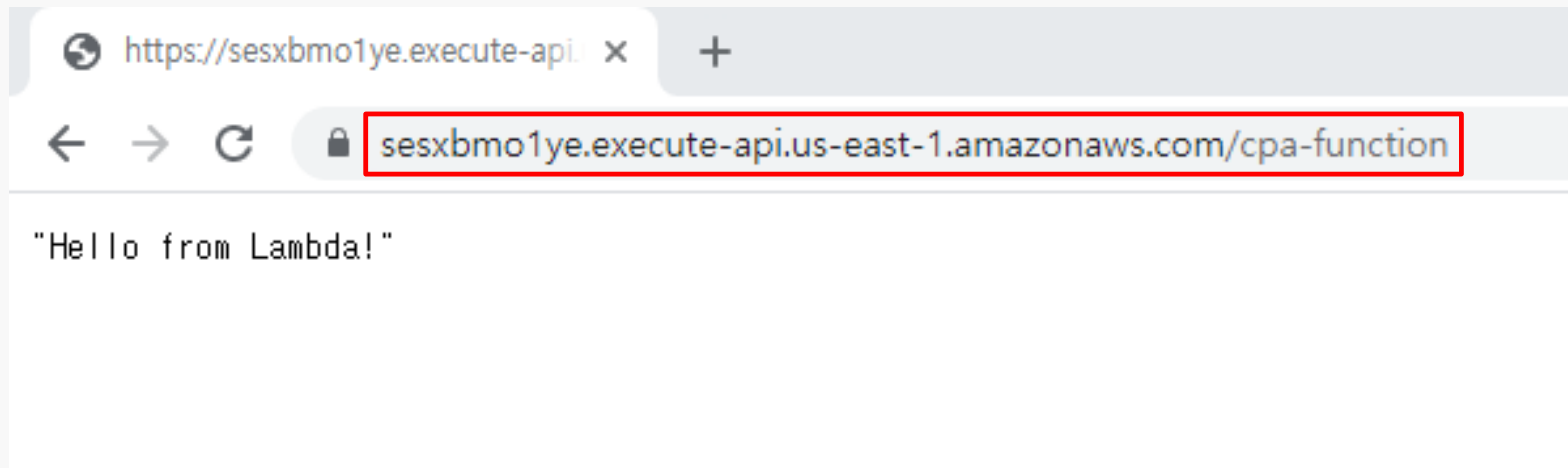 https://sesxbmo1ye.execute-api.
sesxbmo1ye.execute-api.us-east-1.amazonaws.com/cpa-function
"Hello from Lambda!"